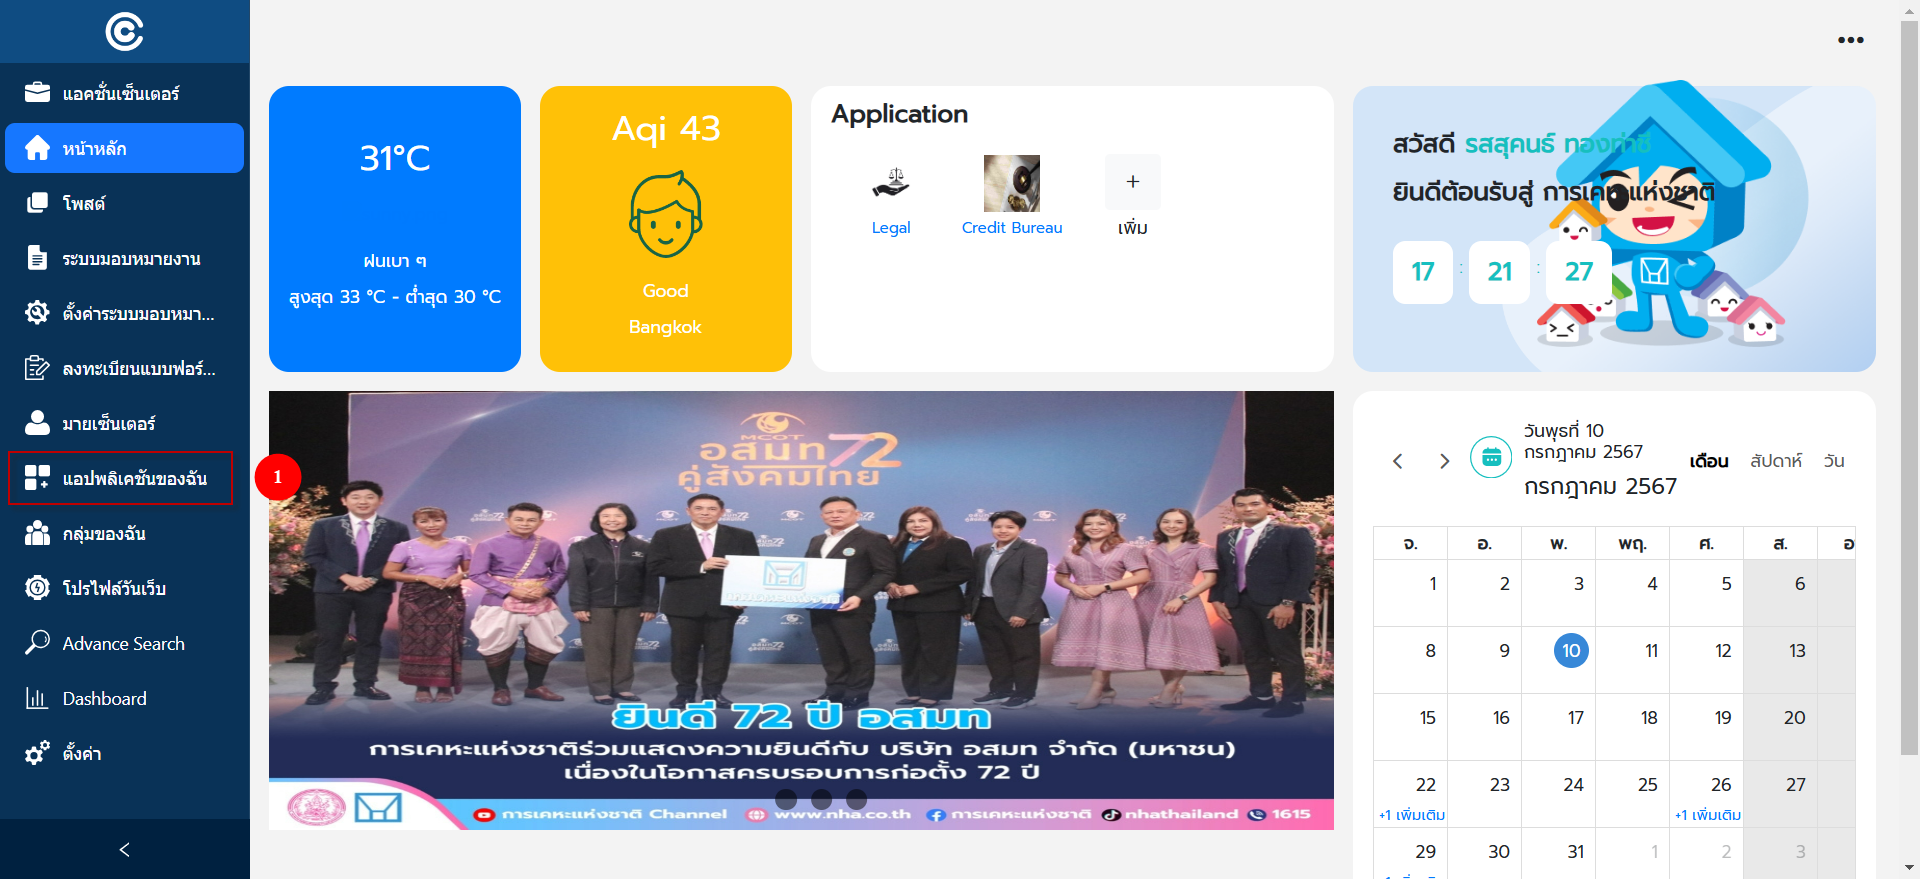 แอคชั่นเซ็นเตอร์
หน้าหลัก
โพสต์
ระบบมอบหมายงาน
ตั้งค่าระบบมอบหมา...
ลงทะเบียนแบบฟอร์...
มายเซ็นเตอร์
แอปพลิเคชันของฉัน
1
กลุ่มของฉัน
โปรไฟล์วันเว็บ
Advance Search
Dashboard
ตั้งค่า
31°C
ฝนเบา ๆ
สูงสุด 33 °C - ต่ำสุด 30 °C
Aqi 43
Good
Bangkok
Application
Legal
Credit Bureau
+
เพิ่ม
สวัสดี รสสุคนธ์ ทองท่าชี
ยินดีต้อนรับสู่ การเคหะแห่งชาติ
17 : 21 : 27
MCOT
อสมท 72
คู่สังคมไทย
ยินดี 72 ปี อสมท
การเคหะแห่งชาติร่วมแสดงความยินดีกับ บริษัท อสมท จำกัด (มหาชน)
เนื่องในโอกาสครบรอบการก่อตั้ง 72 ปี
การเคหะแห่งชาติ Channel www.nha.co.th การเคหะแห่งชาติ nhathailand 1615
วันพุธที่ 10
กรกฎาคม 2567
กรกฎาคม 2567
เดือน สัปดาห์ วัน
จ. อ. พ. พฤ. ศ. ส. อ
1 2 3 4 5 6
8 9 10 11 12 13
15 16 17 18 19 20
22 23 24 25 26 27
+1 เพิ่มเติม +1 เพิ่มเติม
29 30 31 1 2 3